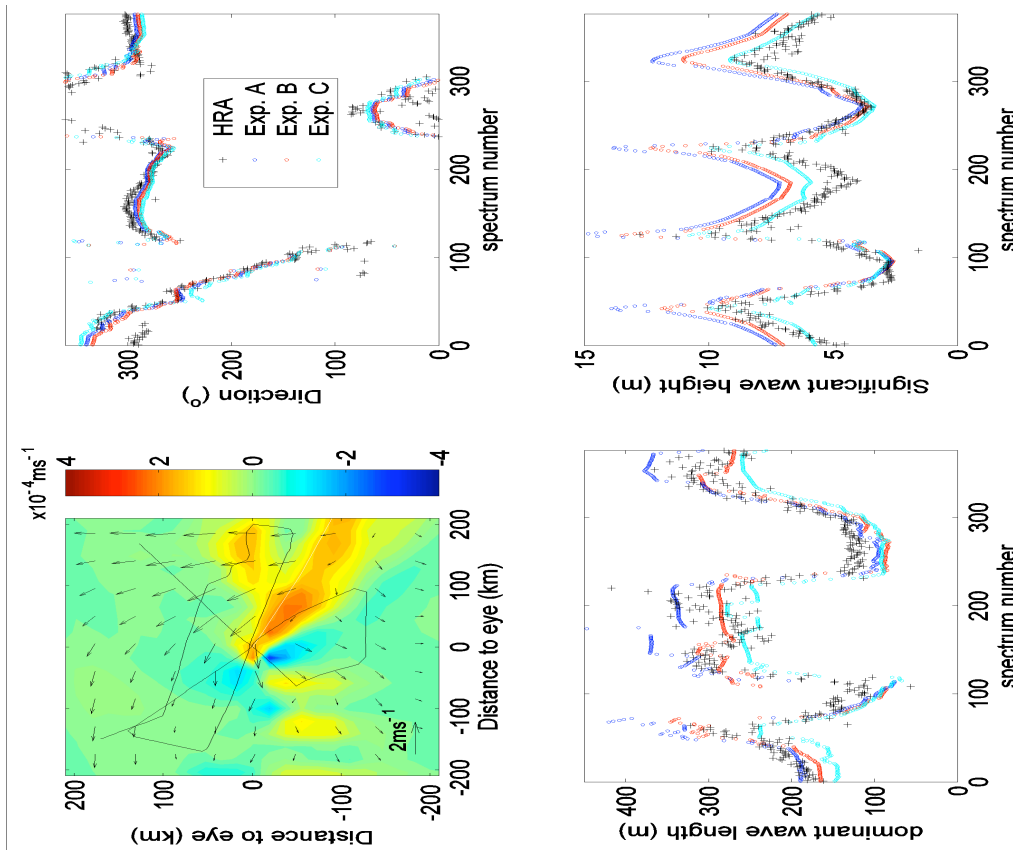 200
100
0
-100
-200
Distance to eye (km)
-200
-100
0
100
200
Distance to eye (km)
2ms-1
x10-4ms-1
4
2
0
-2
-4
300
200
100
0
Direction (o)
0
100
200
300
spectrum number
HRA
Exp. A
Exp. B
Exp. C
400
300
200
100
0
dominant wave length (m)
0
100
200
300
spectrum number
15
10
5
0
Significant wave height (m)
0
100
200
300
spectrum number